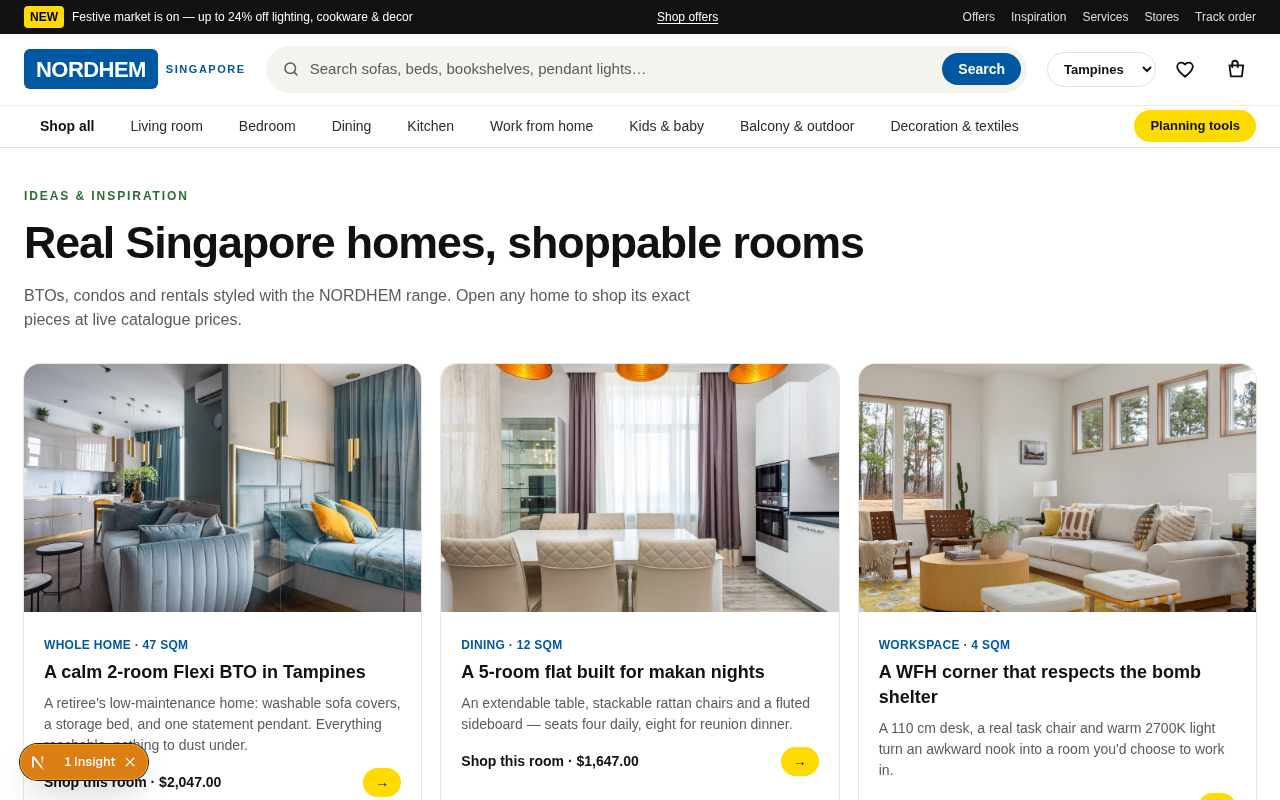 NEW Festive market is on — up to 24% off lighting, cookware & decor Shop offers Offers Inspiration Services Stores Track order
NORDHEM SINGAPORE Search sofas, beds, bookshelves, pendant lights… Search Tampines
Shop all Living room Bedroom Dining Kitchen Work from home Kids & baby Balcony & outdoor Decoration & textiles Planning tools
IDEAS & INSPIRATION
Real Singapore homes, shoppable rooms
BTOs, condos and rentals styled with the NORDHEM range. Open any home to shop its exact
pieces at live catalogue prices.
WHOLE HOME · 47 SQM
A calm 2-room Flexi BTO in Tampines
A retiree's low-maintenance home: washable sofa covers,
a storage bed, and one statement pendant. Everything
reachable, nothing to dust under.
Shop this room · $2,047.00 →
DINING · 12 SQM
A 5-room flat built for makan nights
An extendable table, stackable rattan chairs and a fluted
sideboard — seats four daily, eight for reunion dinner.
Shop this room · $1,647.00 →
WORKSPACE · 4 SQM
A WFH corner that respects the bomb
shelter
A 110 cm desk, a real task chair and warm 2700K light
turn an awkward nook into a room you'd choose to work
in.
1 Insight